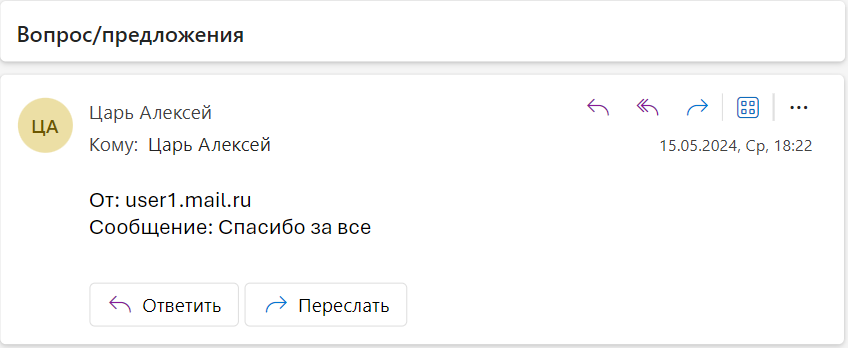 Вопрос/предложения
ЦА
Царь Алексей
Кому: Царь Алексей
15.05.2024, Ср, 18:22
От: user1.mail.ru
Сообщение: Спасибо за все
Ответить
Переслать